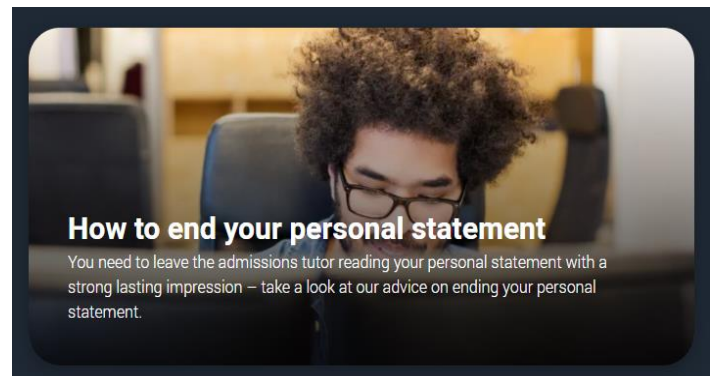 How to end your personal statement
You need to leave the admissions tutor reading your personal statement with a
strong lasting impression – take a look at our advice on ending your personal
statement.